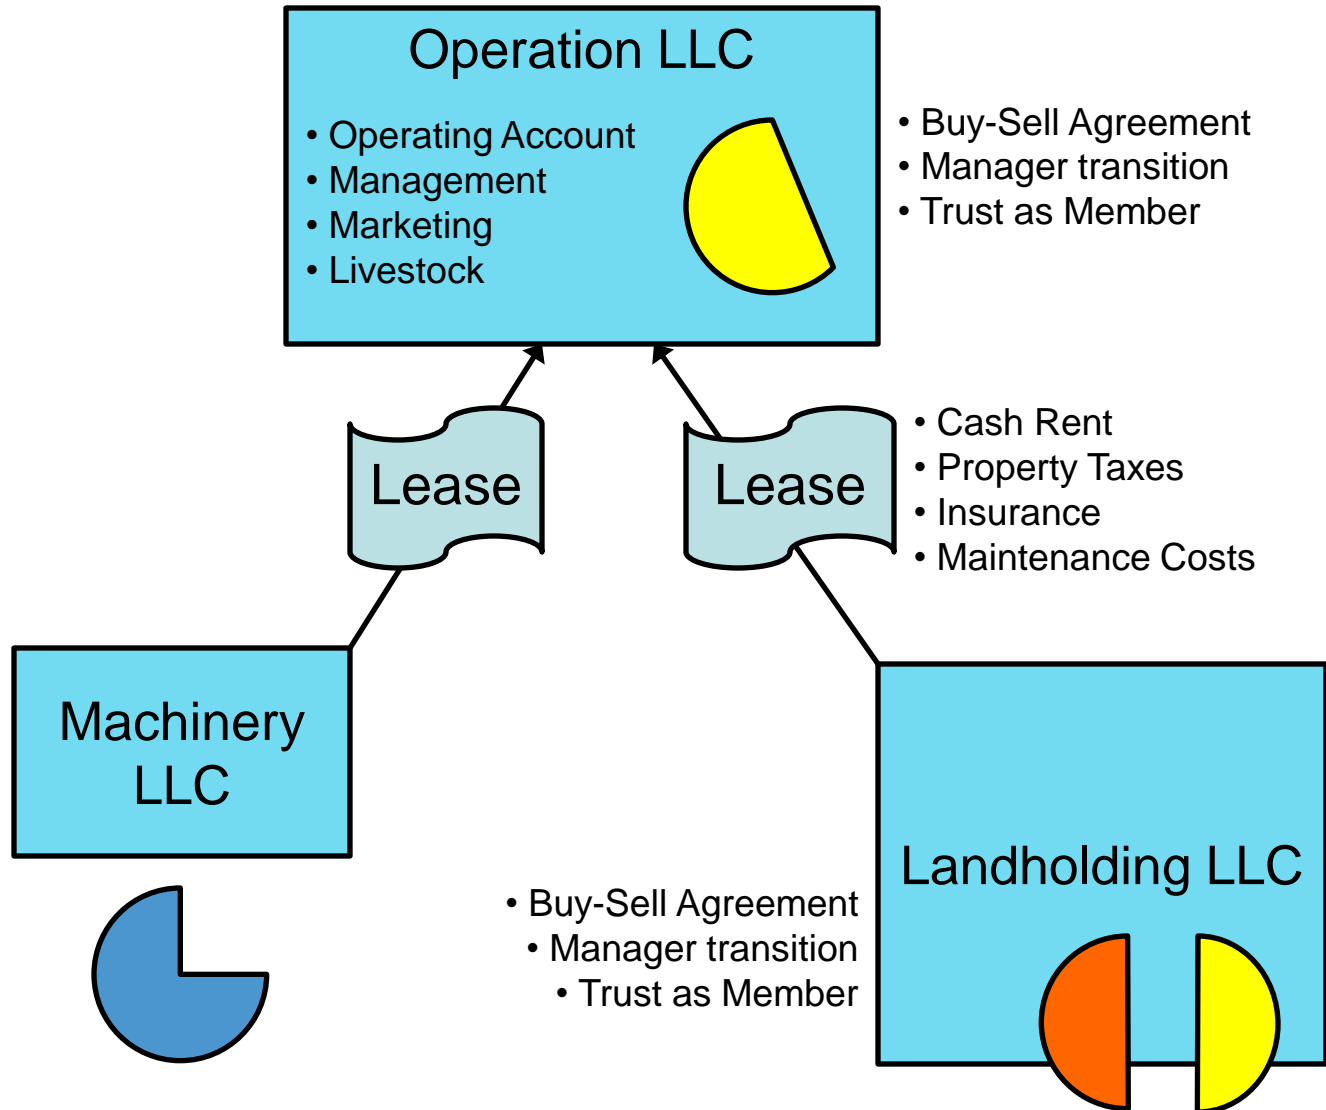 Operation LLC
• Operating Account
• Management
• Marketing
• Livestock
• Buy-Sell Agreement
• Manager transition
• Trust as Member
Lease
Lease
• Cash Rent
• Property Taxes
• Insurance
• Maintenance Costs
Machinery
LLC
Landholding LLC
• Buy-Sell Agreement
• Manager transition
• Trust as Member